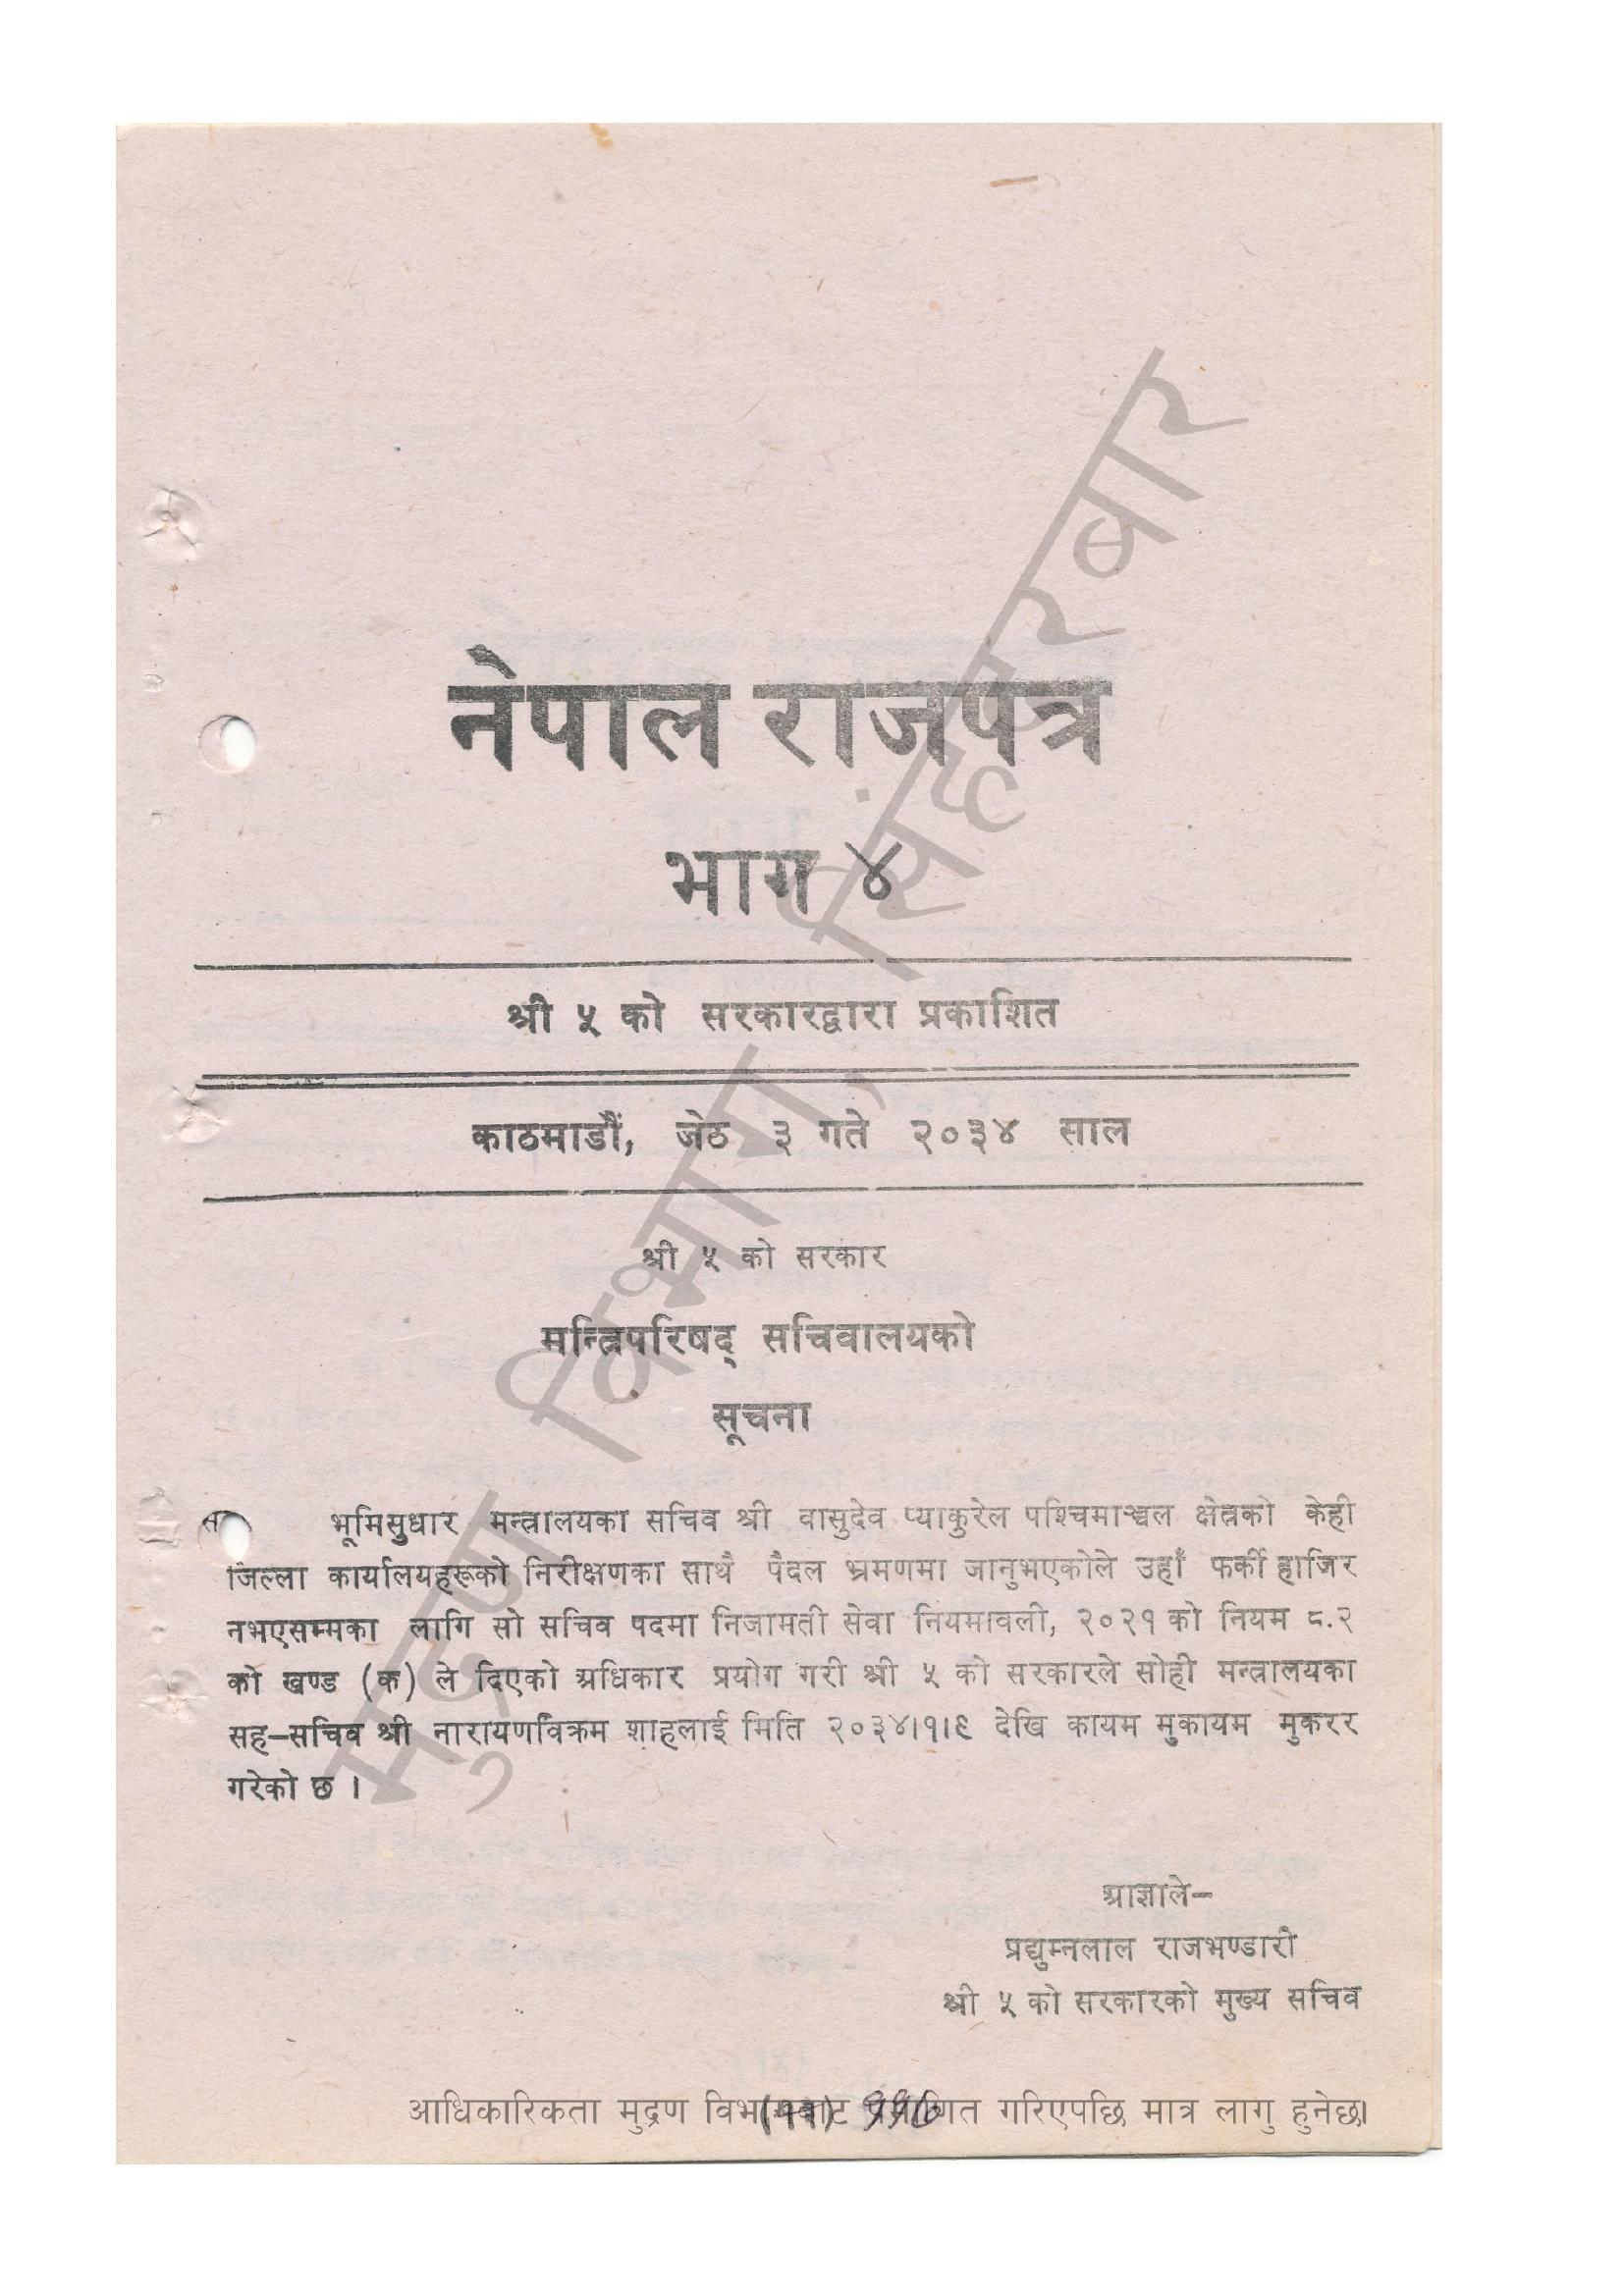 नेपाल राजपत्र
भाग ४
श्री ५ को सरकारद्वारा प्रकाशित
काठमाडौं, जेठ ३ गते २०३४ साल
श्री ५ को सरकार
मन्त्रिपरिषद् सचिवालयको
सूचना
भूमिसुधार मन्त्रालयका सचिव श्री वासुदेव प्याकुरेल पश्चिमाञ्चल क्षेत्रको केही
जिल्ला कार्यालयहरूको निरीक्षणका साथै पैदल भ्रमणमा जानुभएकोले उहाँ फर्की हाजिर
नभएसम्मका लागि सो सचिव पदमा निजामती सेवा नियमावली, २०२१ को नियम ८.२
को खण्ड (क) ले दिएको अधिकार प्रयोग गरी श्री ५ को सरकारले सोही मन्त्रालयका
सह–सचिव श्री नारायणविक्रम शाहलाई मिति २०३४।१।९ देखि कायम मुकायम मुकरर
गरेको छ ।
आज्ञाले–
प्रद्युम्नलाल राजभण्डारी
श्री ५ को सरकारको मुख्य सचिव
आधिकारिकता मुद्रण विभागबाट प्रमाणित गरिएपछि मात्र लागु हुनेछ।
मुद्रण विभाग, सिंहदरबार